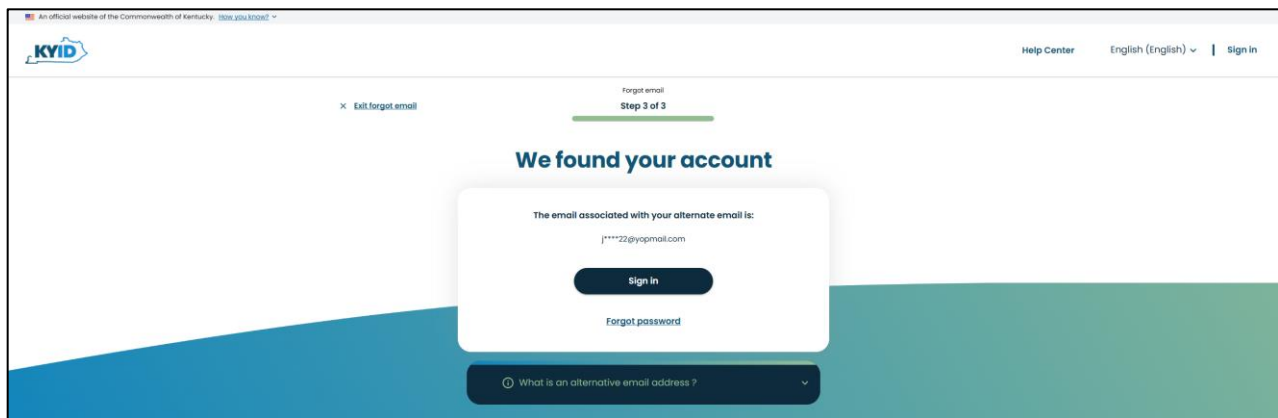 An official website of the Commonwealth of Kentucky. How you know?
KYID
Help Center English (English) | Sign in
Forgot email
× Exit forgot email Step 3 of 3
We found your account
The email associated with your alternate email is:
j****22@yopmail.com
Sign in
Forgot password
What is an alternative email address ?